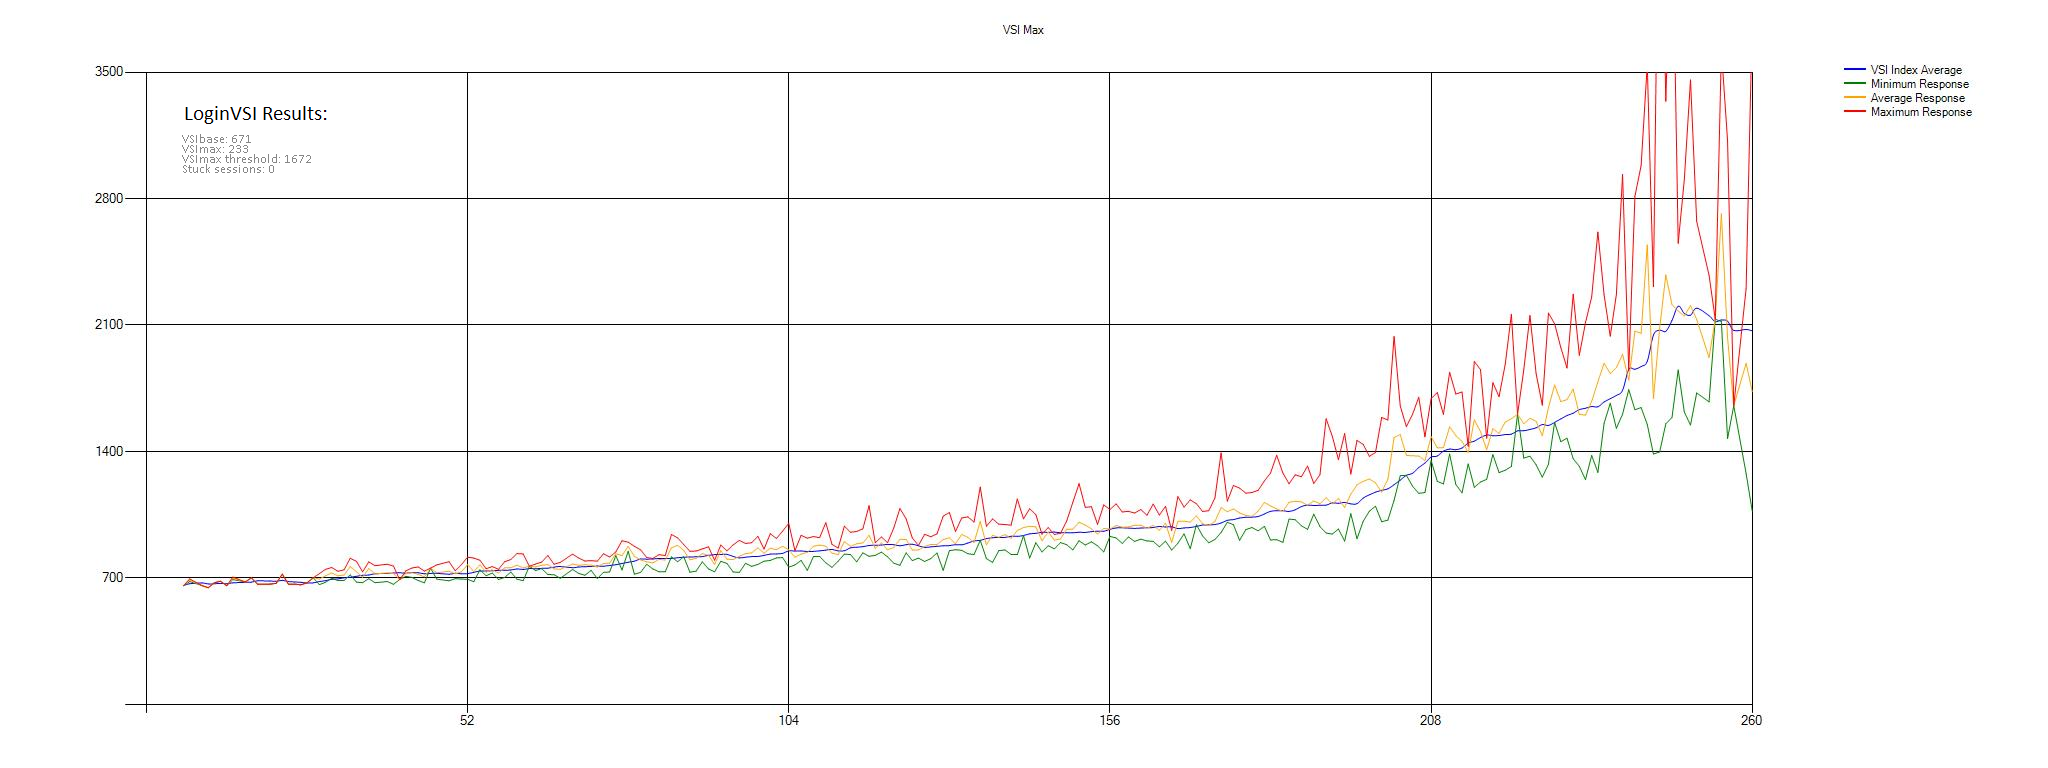 VSI Max
3500
2800
2100
1400
700
LoginVSI Results:
VSIbase: 671
VSImax: 233
VSImax threshold: 1672
Stuck sessions: 0
VSI Index Average
Minimum Response
Average Response
Maximum Response
52
104
156
208
260